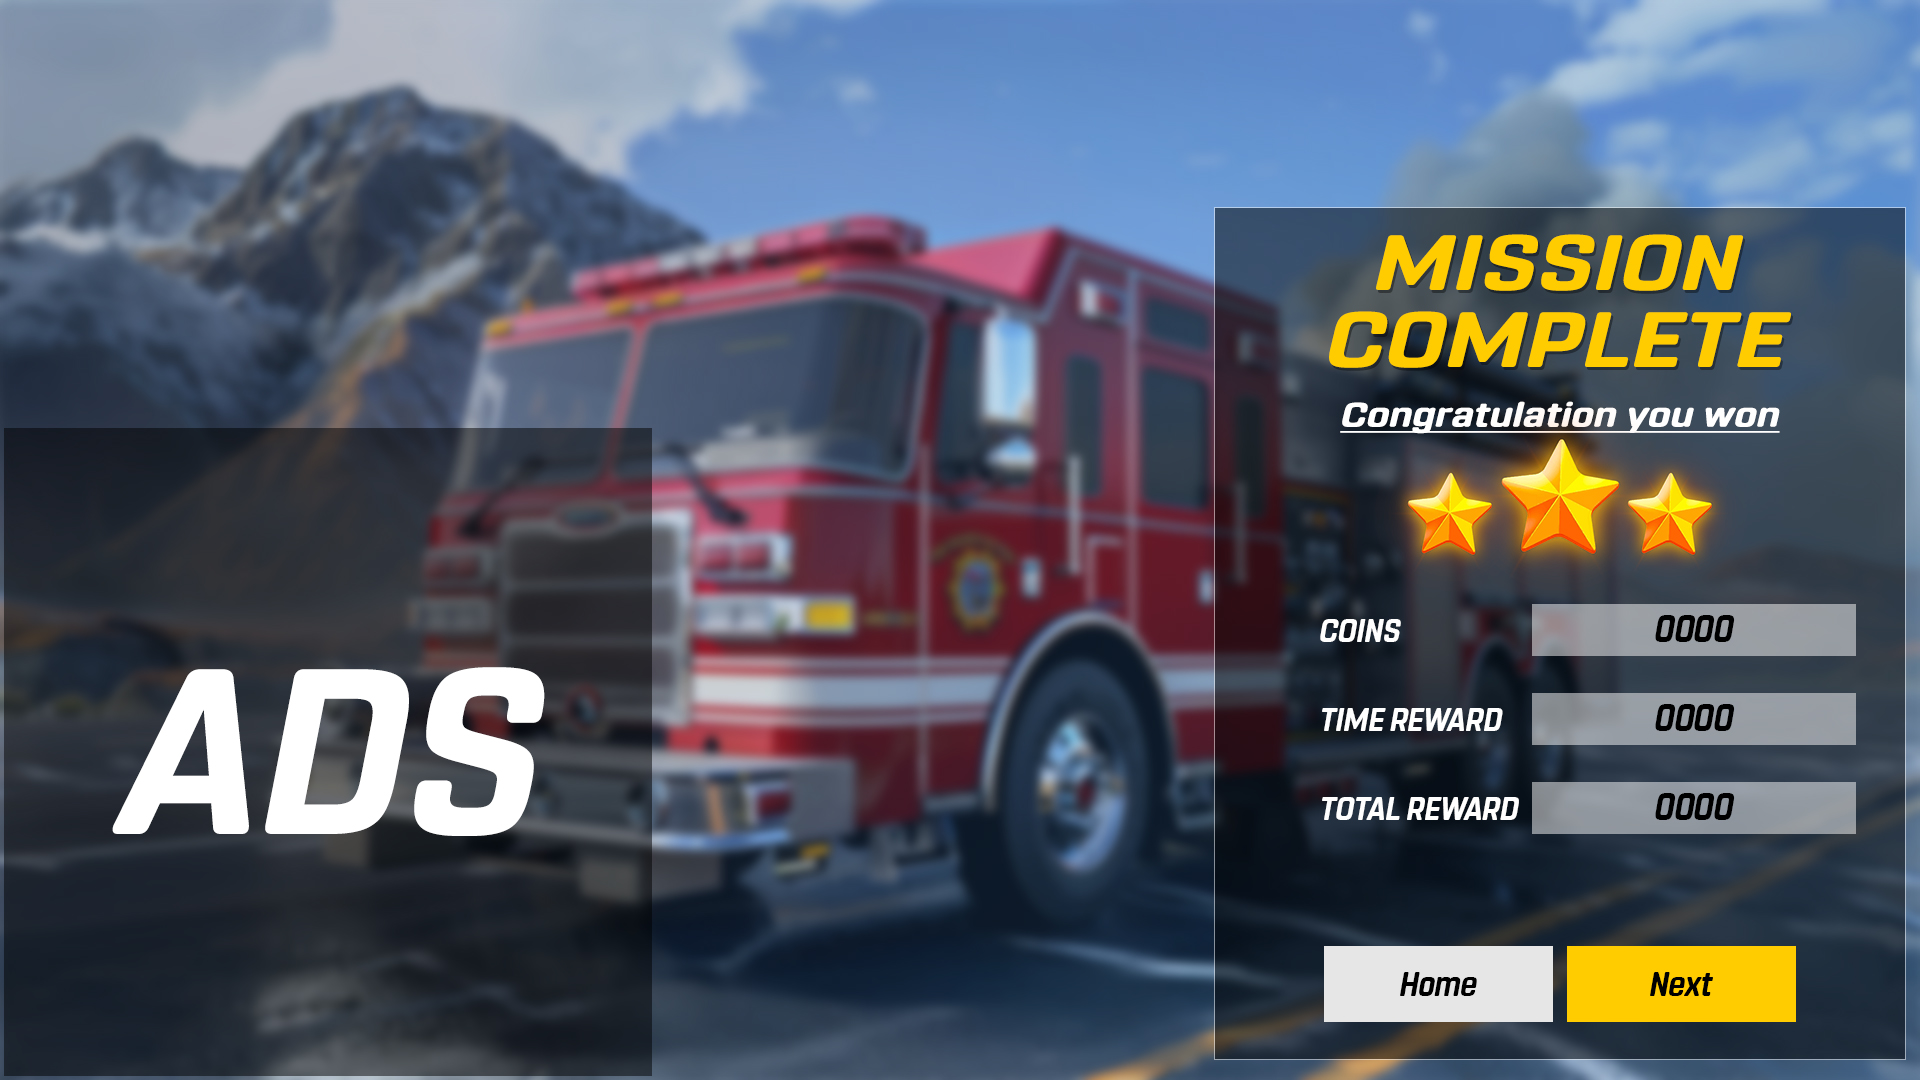 MISSION
COMPLETE
Congratulation you won
COINS 0000
TIME REWARD 0000
TOTAL REWARD 0000
ADS
Home Next